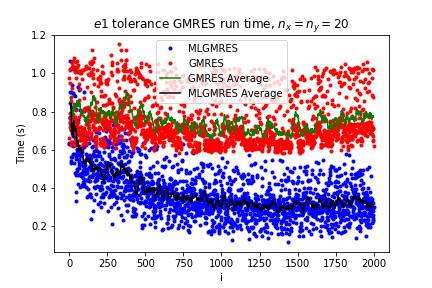 e1 tolerance GMRES run time, nx = ny = 20
MLGMRES
GMRES
GMRES Average
MLGMRES Average
Time (s)
1.2
1.0
0.8
0.6
0.4
0.2
0 250 500 750 1000 1250 1500 1750 2000
i